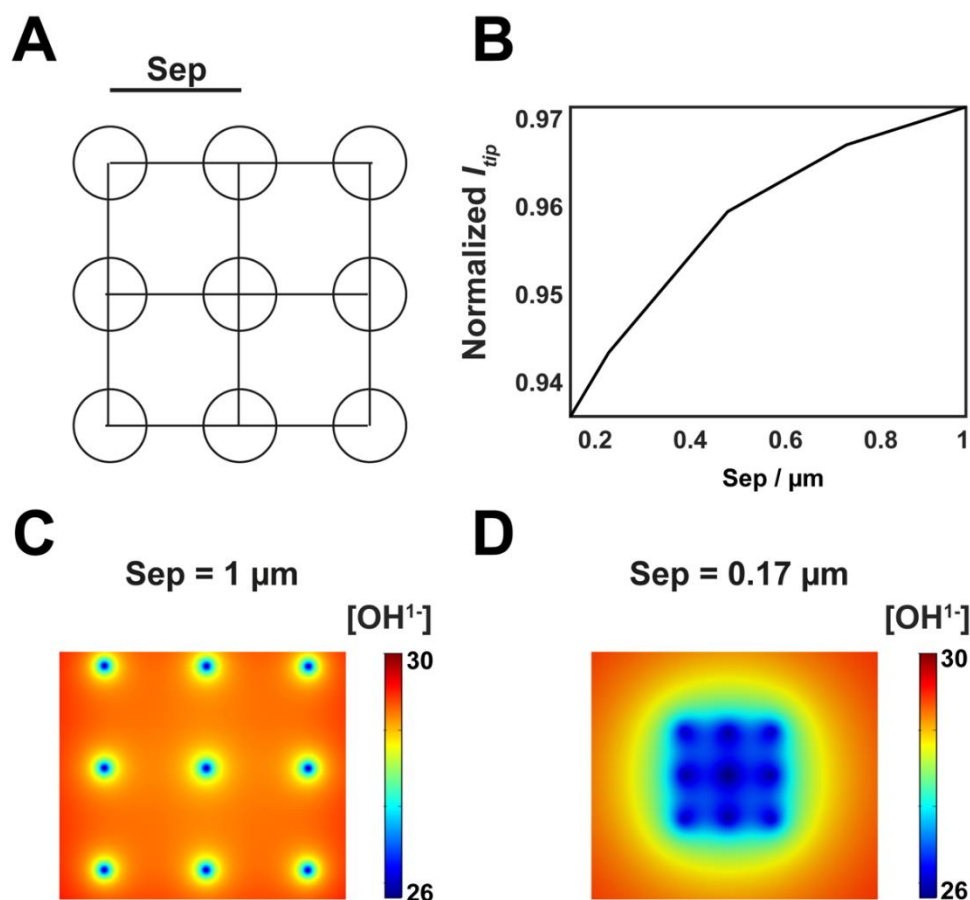 A
Sep
B
Normalized I_tip
0.97
0.96
0.95
0.94
0.2 0.4 0.6 0.8 1
Sep / µm
C
Sep = 1 µm
[OH¹⁻]
30
26
D
Sep = 0.17 µm
[OH¹⁻]
30
26